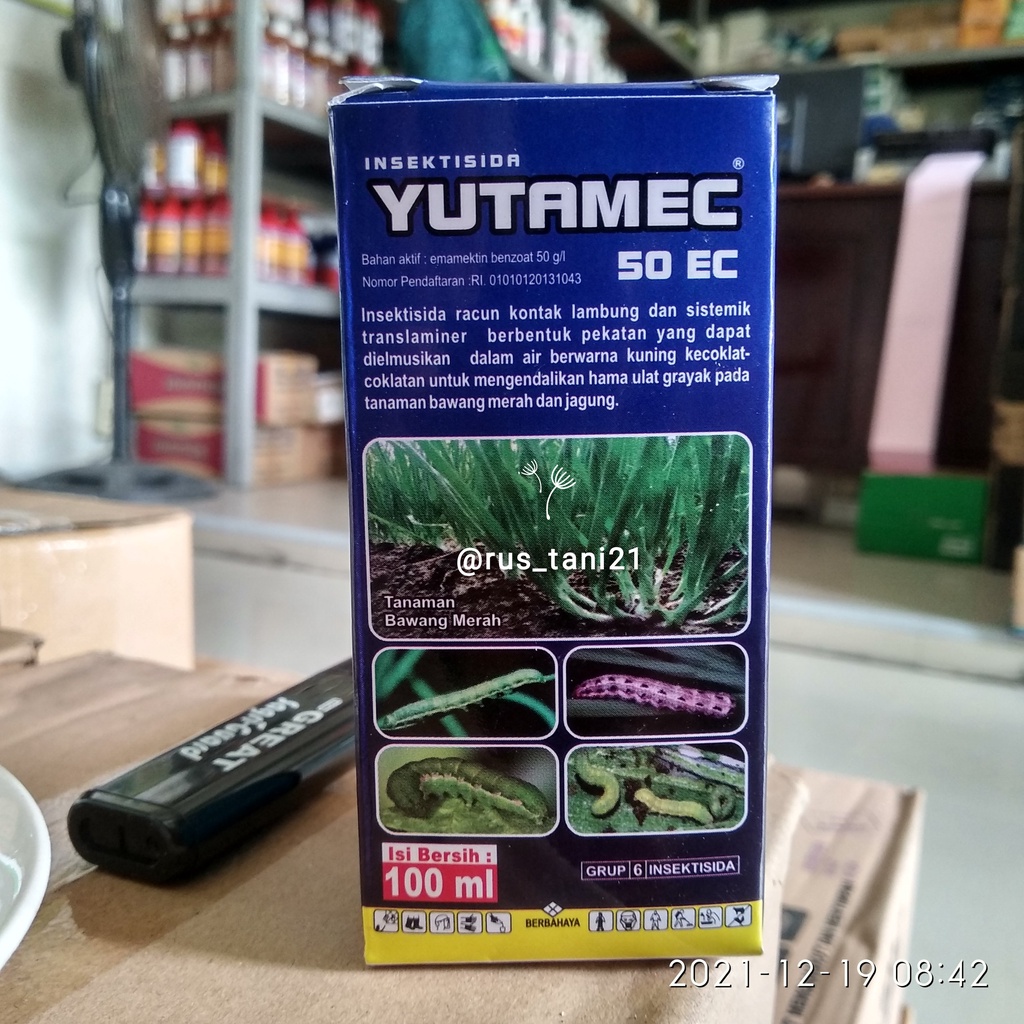 INSEKTISIDA
YUTAMEC®
50 EC
Bahan aktif : emamektin benzoat 50 g/l
Nomor Pendaftaran :RI. 01010120131043
Insektisida racun kontak lambung dan sistemik
translaminer berbentuk pekatan yang dapat
dielmusikan dalam air berwarna kuning kecoklat-
coklatan untuk mengendalikan hama ulat grayak pada
tanaman bawang merah dan jagung.
@rus_tani21
Tanaman
Bawang Merah
Isi Bersih :
100 ml
GRUP 6 INSEKTISIDA
BERBAHAYA
GREAT
2021-12-19 08:42